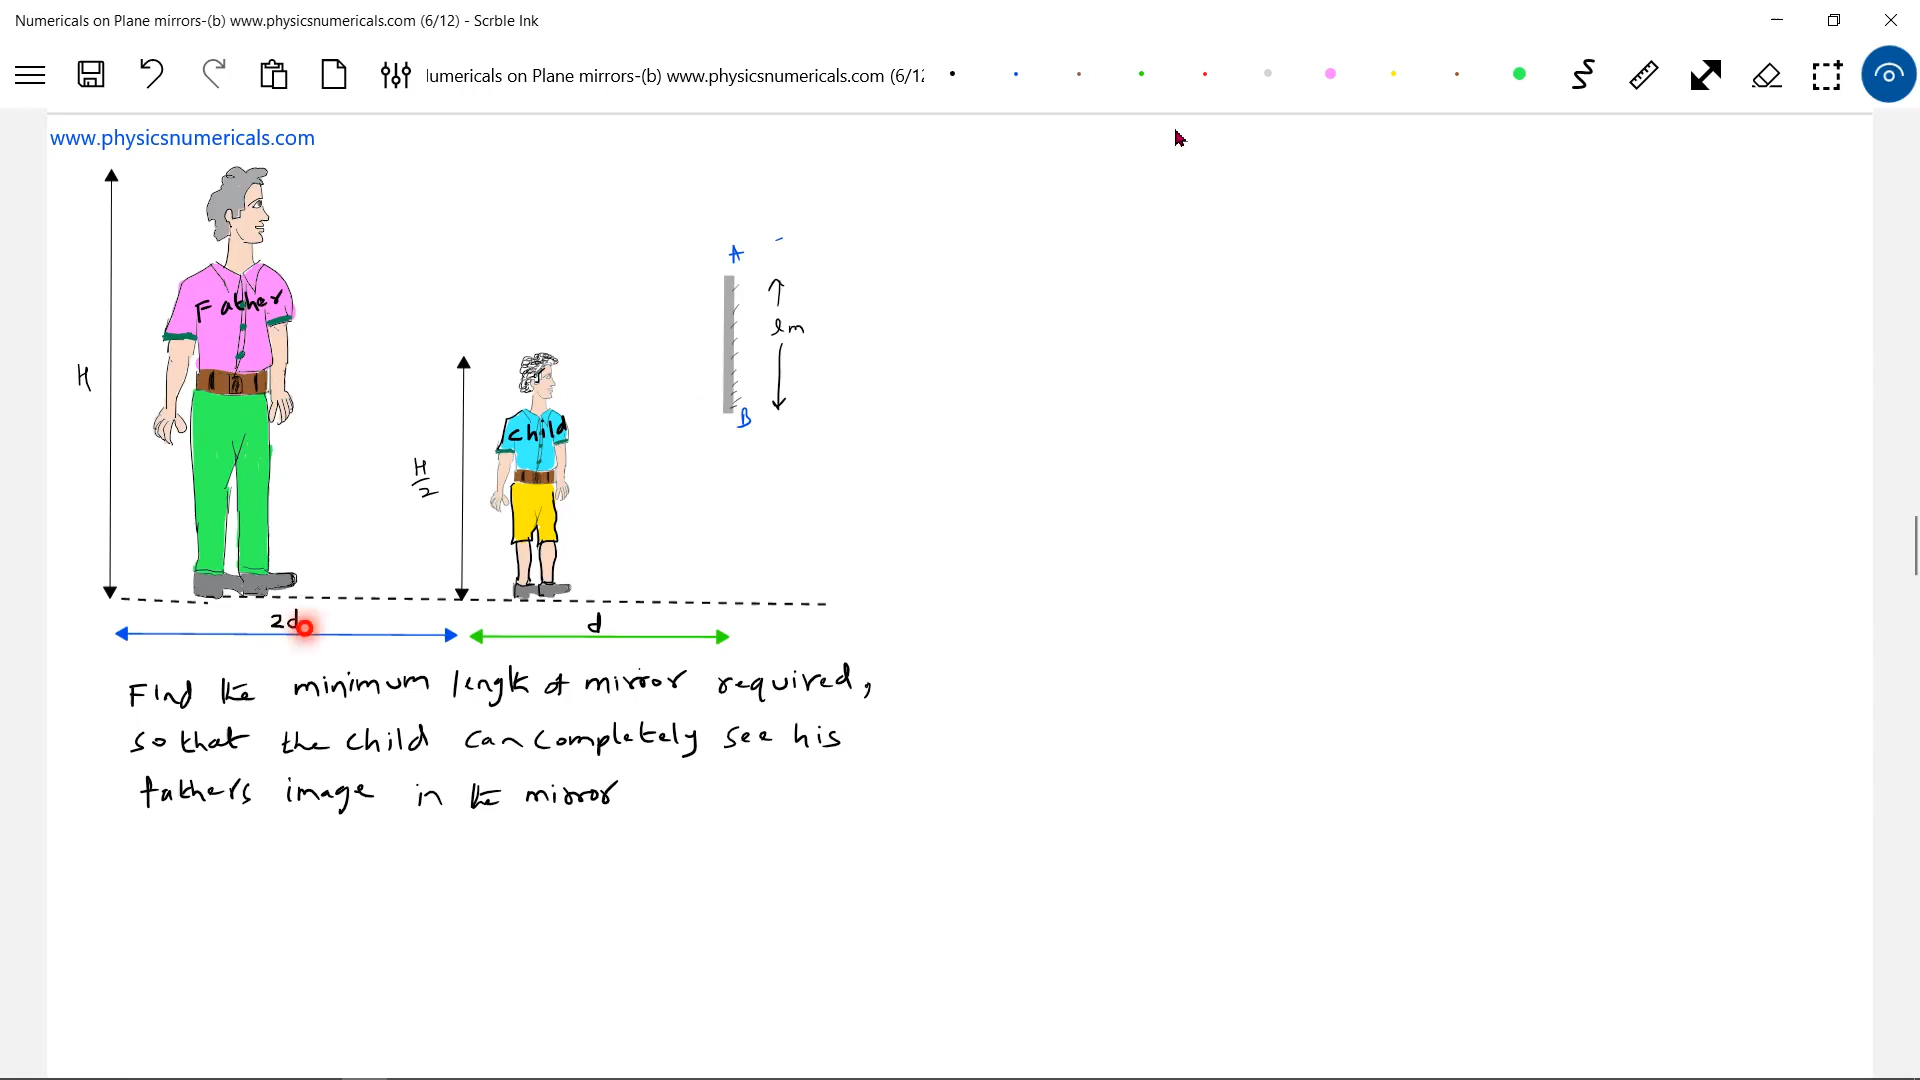 Numericals on Plane mirrors-(b) www.physicsnumericals.com (6/12) - Scrble Ink
umericals on Plane mirrors-(b) www.physicsnumericals.com (6/12
www.physicsnumericals.com
Father
A
lm
H
Child
B
H
2
2d
d
Find the minimum length of mirror required,
so that the child can completely see his
fathers image in the mirror